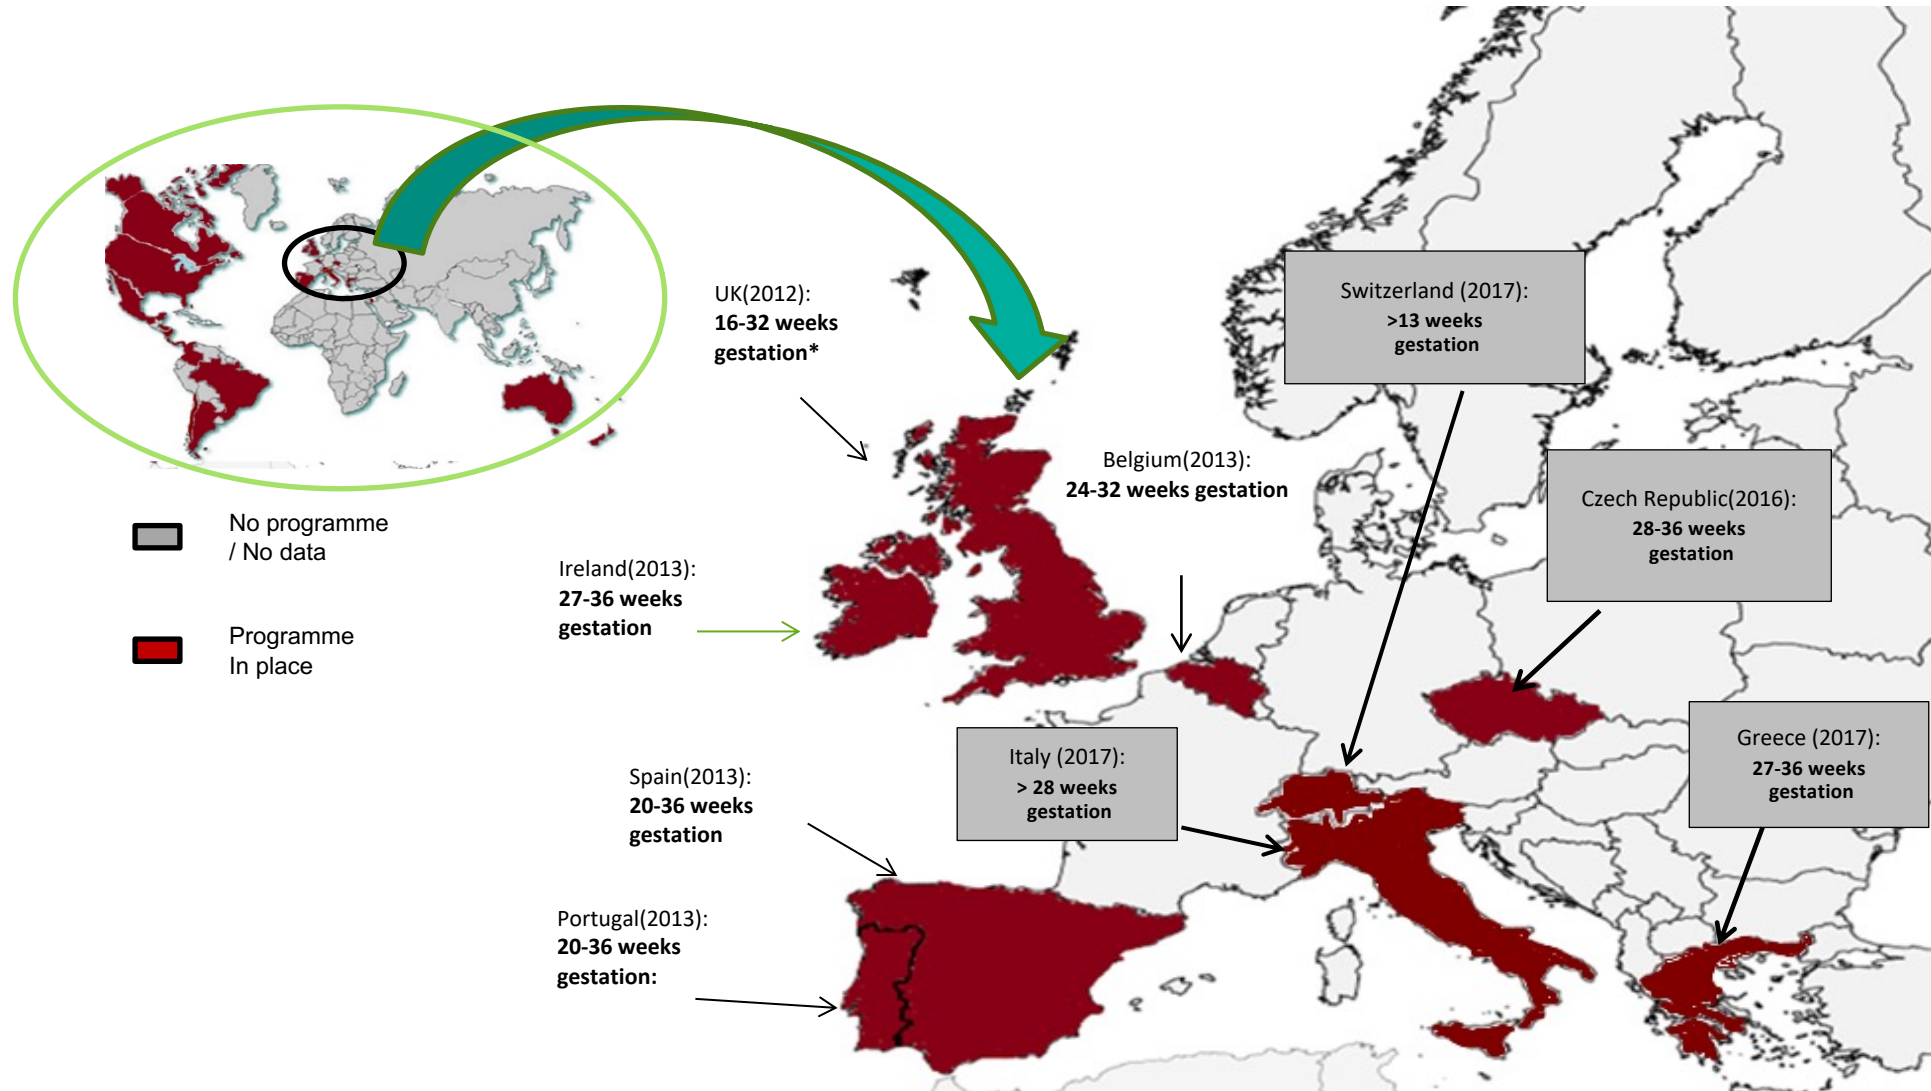 UK(2012):
16-32 weeks
gestation*
Switzerland (2017):
>13 weeks
gestation
Belgium(2013):
24-32 weeks gestation
Czech Republic(2016):
28-36 weeks
gestation
No programme
/ No data
Ireland(2013):
27-36 weeks
gestation
Programme
In place
Italy (2017):
> 28 weeks
gestation
Greece (2017):
27-36 weeks
gestation
Spain(2013):
20-36 weeks
gestation
Portugal(2013):
20-36 weeks
gestation: